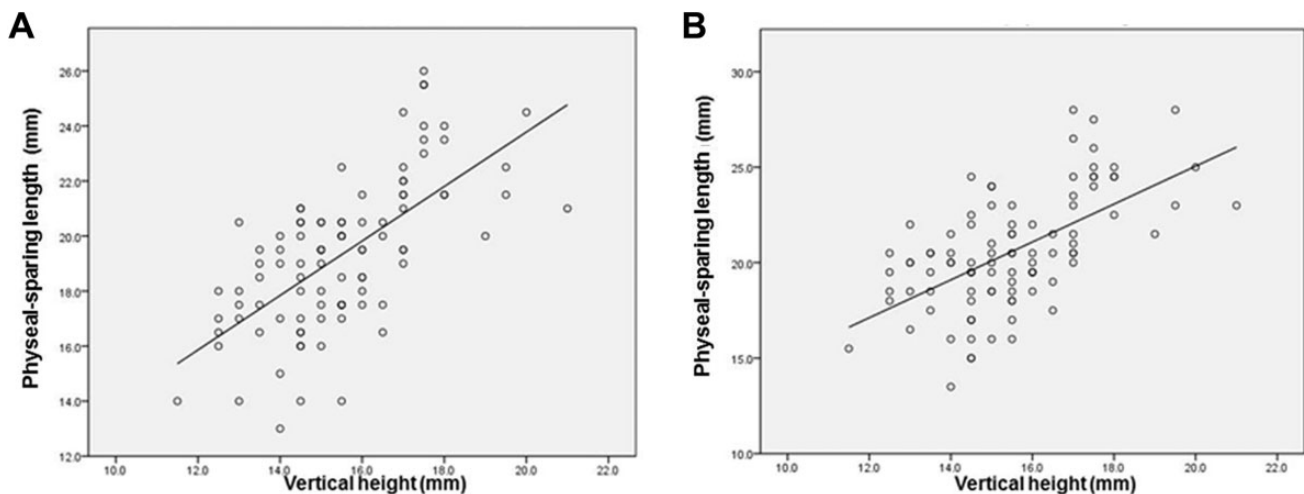 A
B
Physeal-sparing length (mm)
26.0
24.0
22.0
20.0
18.0
16.0
14.0
12.0
10.0 12.0 14.0 16.0 18.0 20.0 22.0
Vertical height (mm)
Physeal-sparing length (mm)
30.0
25.0
20.0
15.0
10.0
10.0 12.0 14.0 16.0 18.0 20.0 22.0
Vertical height (mm)